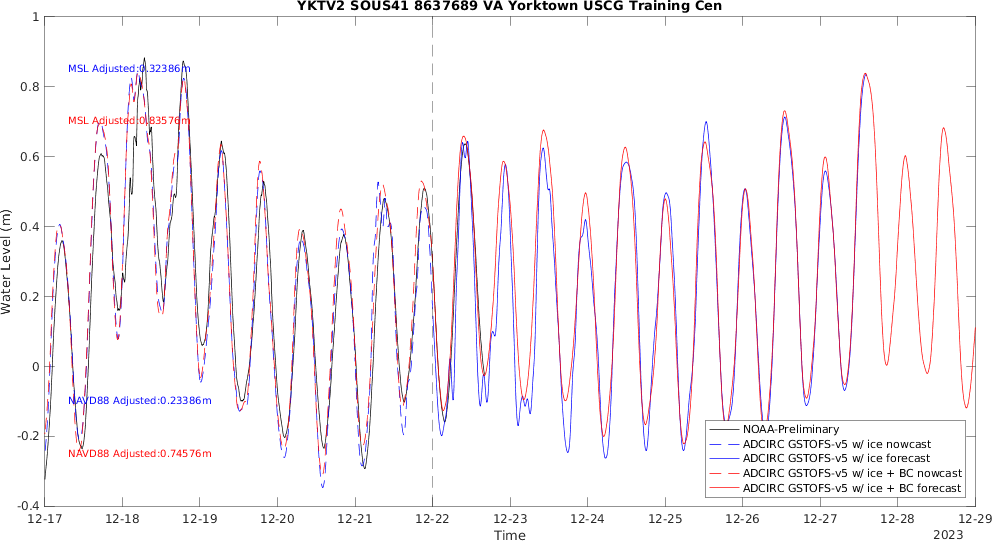 YKTV2 SOUS41 8637689 VA Yorktown USCG Training Cen
1
0.8
0.6
0.4
0.2
0
-0.2
-0.4
Water Level (m)
MSL Adjusted:0.32386m
MSL Adjusted:0.83576m
NAVD88 Adjusted:0.23386m
NAVD88 Adjusted:0.74576m
NOAA-Preliminary
ADCIRC GSTOFS-v5 w/ ice nowcast
ADCIRC GSTOFS-v5 w/ ice forecast
ADCIRC GSTOFS-v5 w/ ice + BC nowcast
ADCIRC GSTOFS-v5 w/ ice + BC forecast
12-17 12-18 12-19 12-20 12-21 12-22 12-23 12-24 12-25 12-26 12-27 12-28 12-29
Time
2023